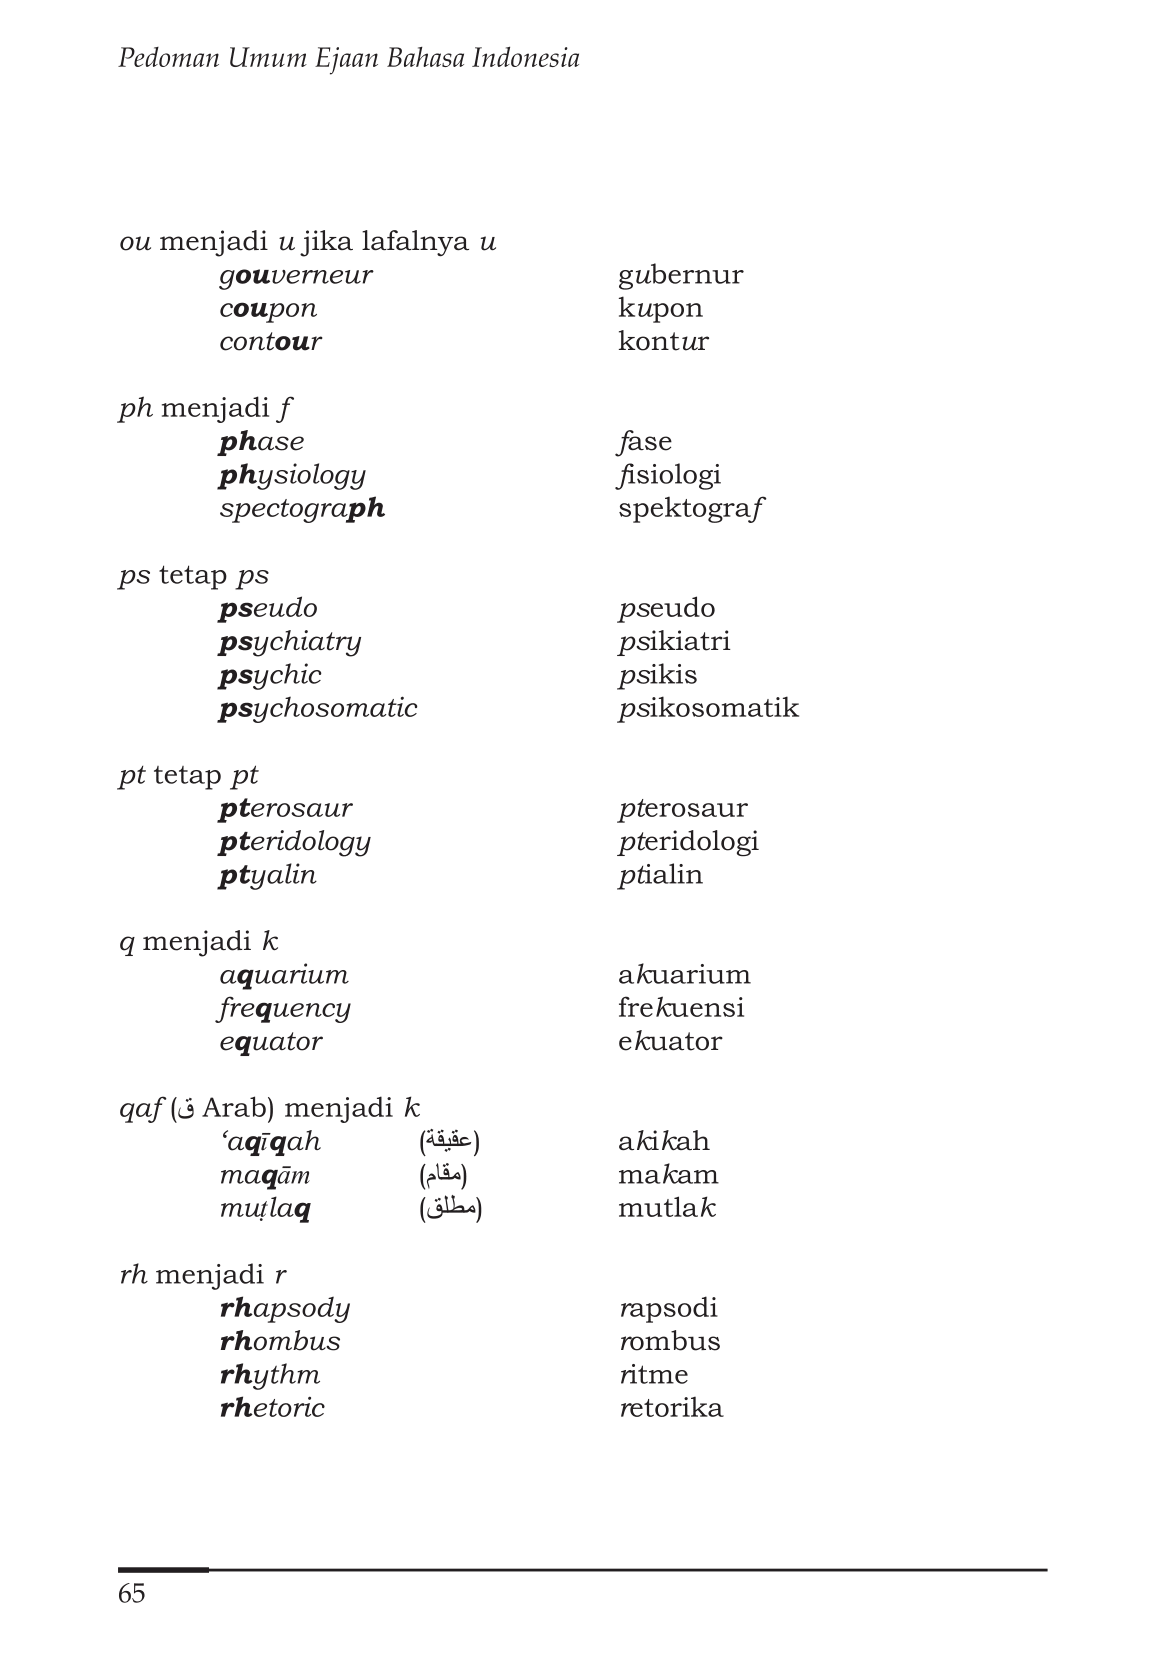 Pedoman Umum Ejaan Bahasa Indonesia
ou menjadi u jika lafalnya u
gouverneur gubernur
coupon kupon
contour kontur
ph menjadi f
phase fase
physiology fisiologi
spectograph spektograf
ps tetap ps
pseudo pseudo
psychiatry psikiatri
psychic psikis
psychosomatic psikosomatik
pt tetap pt
pterosaur pterosaur
pteridology pteridologi
ptyalin ptialin
q menjadi k
aquarium akuarium
frequency frekuensi
equator ekuator
qaf (ق Arab) menjadi k
‘aqīqah (عقيقة) akikah
maqām (مقام) makam
muṭlaq (مطلق) mutlak
rh menjadi r
rhapsody rapsodi
rhombus rombus
rhythm ritme
rhetoric retorika
65